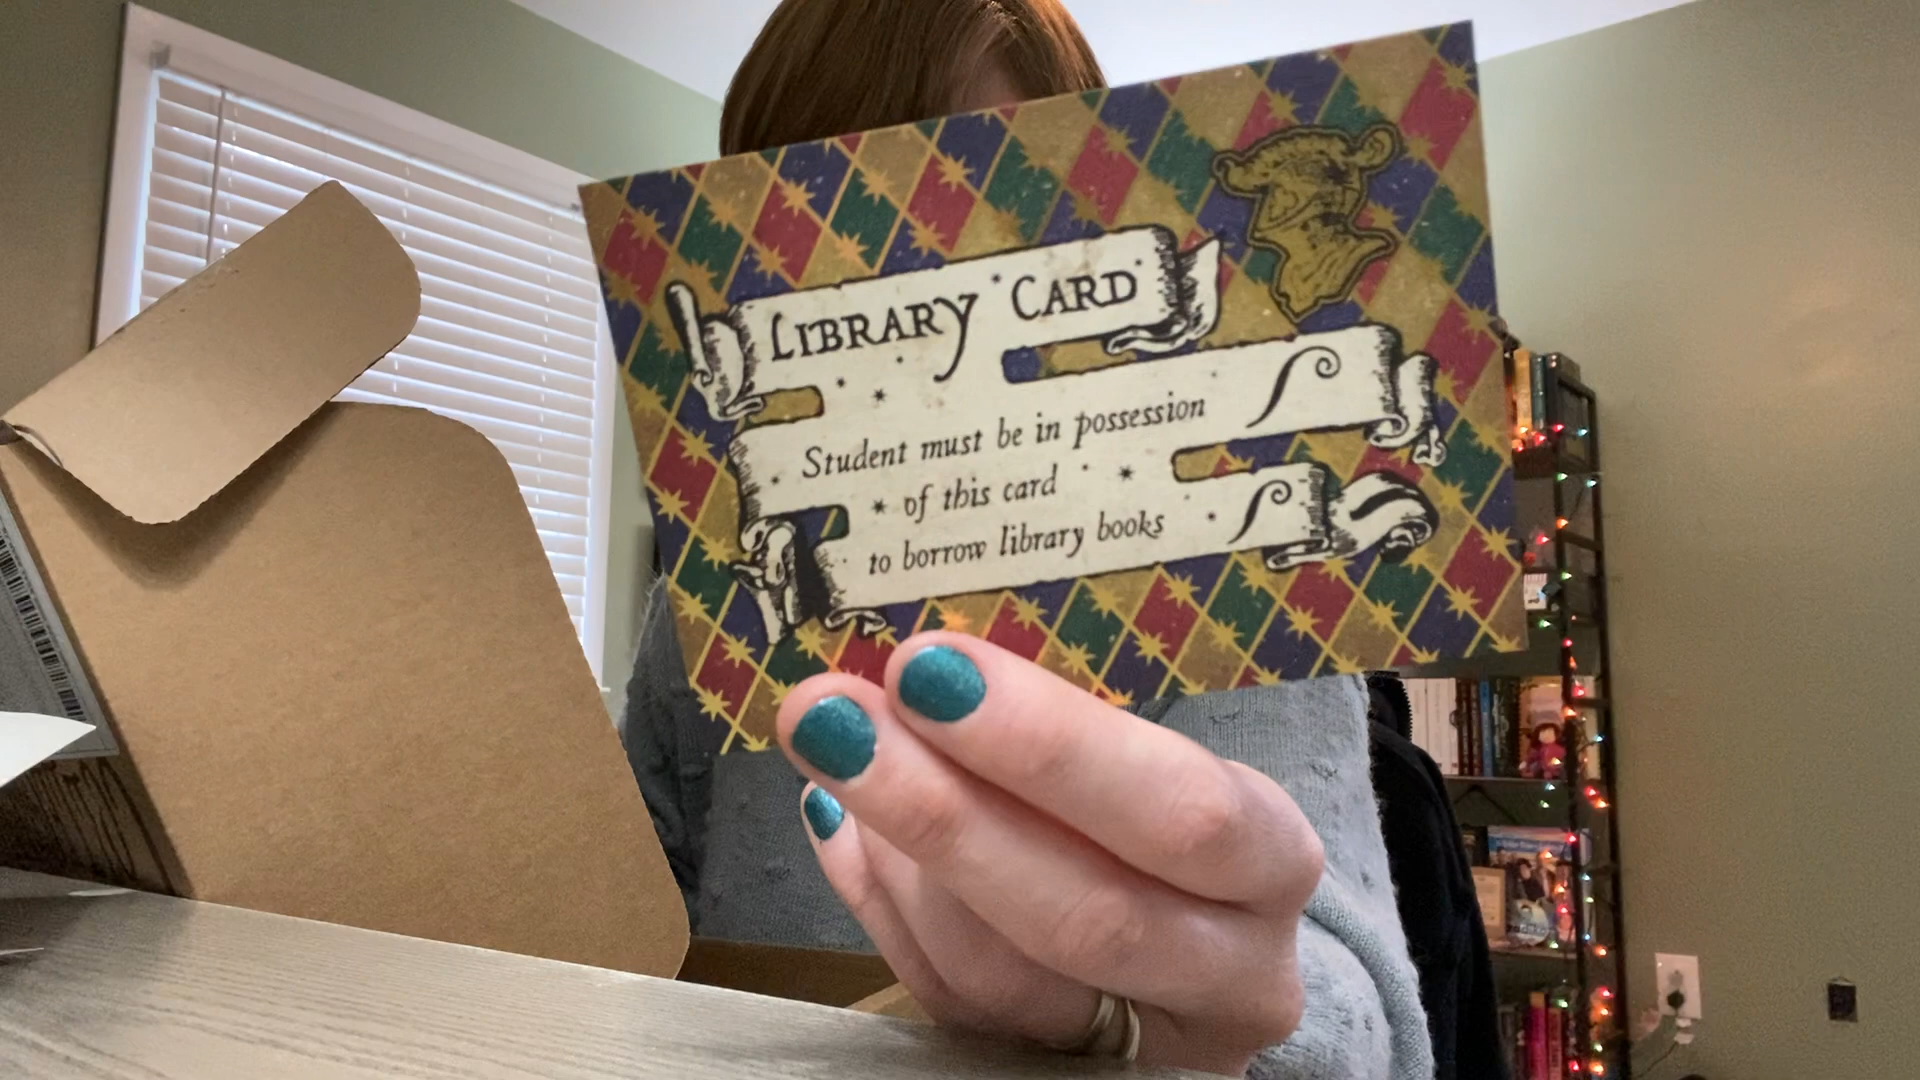 LIBRARY CARD
Student must be in possession
of this card
to borrow library books